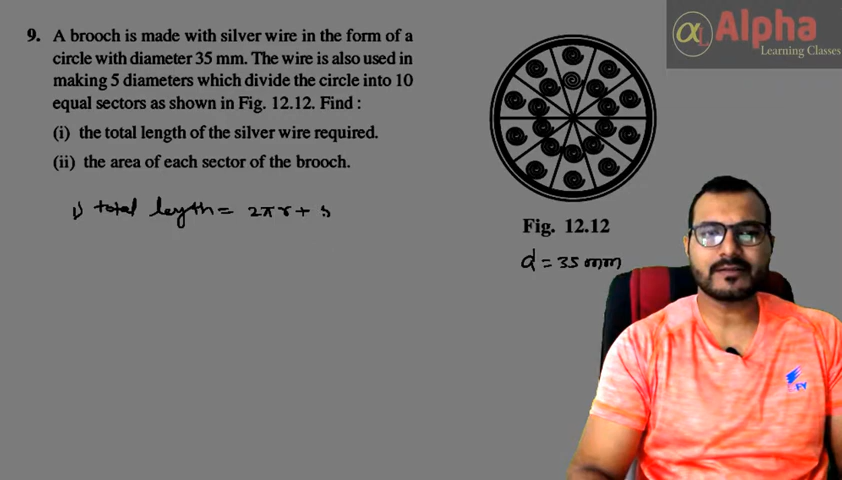 9. A brooch is made with silver wire in the form of a
circle with diameter 35 mm. The wire is also used in
making 5 diameters which divide the circle into 10
equal sectors as shown in Fig. 12.12. Find :
(i) the total length of the silver wire required.
(ii) the area of each sector of the brooch.
i) total legth = 2πr + 5
Fig. 12.12
d = 35 mm
Alpha
Learning Classes
FY